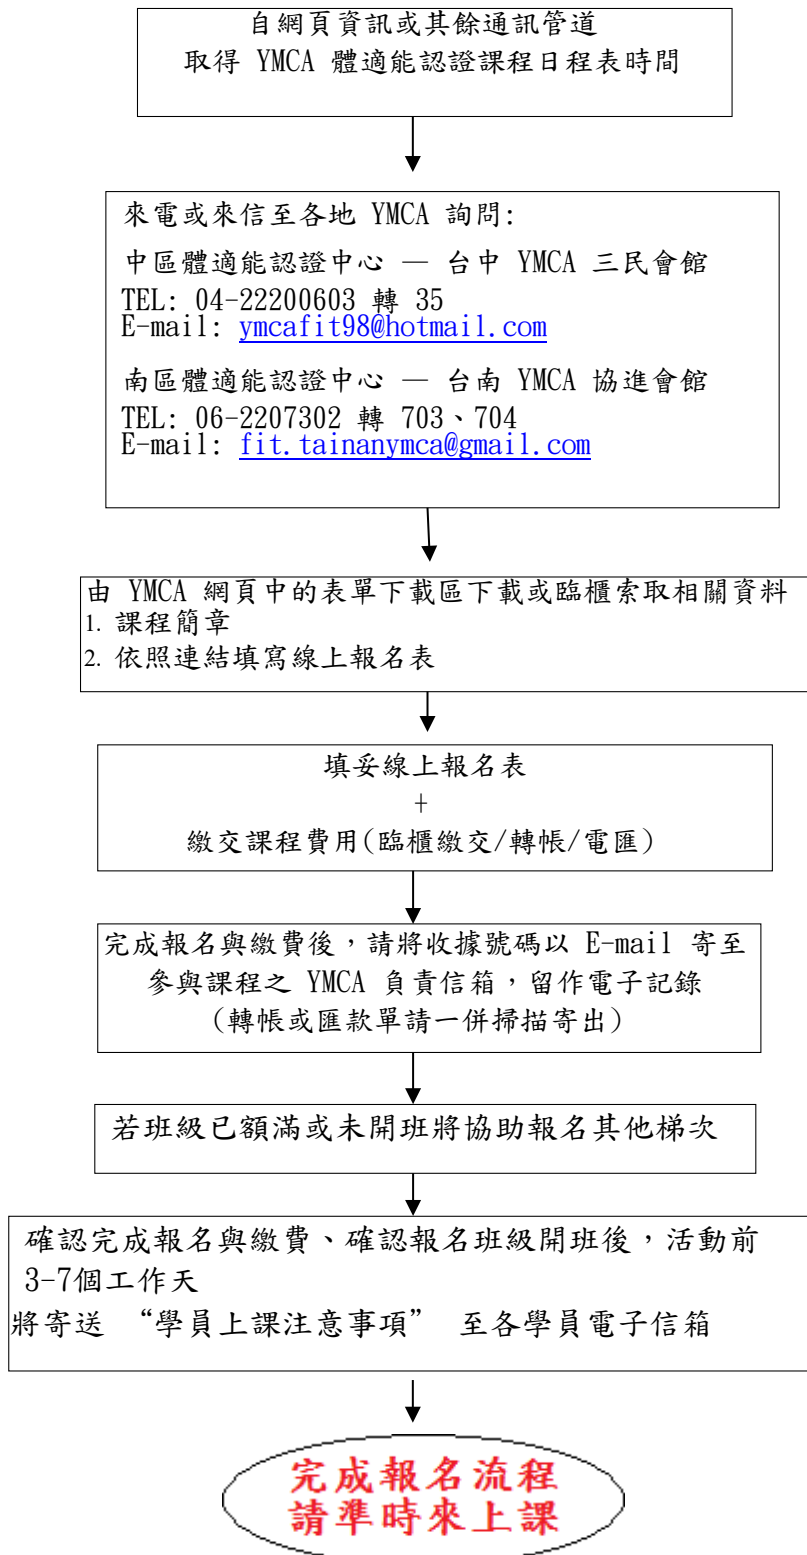 自網頁資訊或其餘通訊管道
取得 YMCA 體適能認證課程日程表時間
來電或來信至各地 YMCA 詢問:
中區體適能認證中心 — 台中 YMCA 三民會館
TEL: 04-22200603 轉 35
E-mail: ymcafit98@hotmail.com
南區體適能認證中心 — 台南 YMCA 協進會館
TEL: 06-2207302 轉 703、704
E-mail: fit.tainanymca@gmail.com
由 YMCA 網頁中的表單下載區下載或臨櫃索取相關資料
1. 課程簡章
2. 依照連結填寫線上報名表
填妥線上報名表
+
繳交課程費用(臨櫃繳交/轉帳/電匯)
完成報名與繳費後，請將收據號碼以 E-mail 寄至
參與課程之 YMCA 負責信箱，留作電子記錄
(轉帳或匯款單請一併掃描寄出)
若班級已額滿或未開班將協助報名其他梯次
確認完成報名與繳費、確認報名班級開班後，活動前
3-7個工作天
將寄送 “學員上課注意事項” 至各學員電子信箱
完成報名流程
請準時來上課